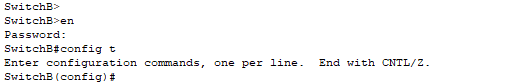 SwitchB>
SwitchB>en
Password:
SwitchB#config t
Enter configuration commands, one per line.  End with CNTL/Z.
SwitchB(config)#